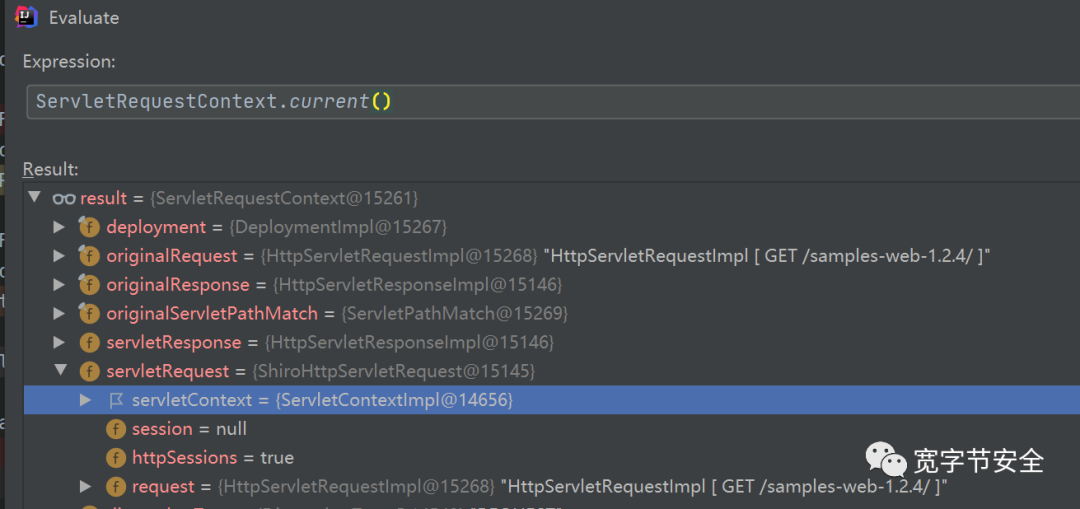 Evaluate
Expression:
ServletRequestContext.current()
Result:
result = {ServletRequestContext@15261}
deployment = {DeploymentImpl@15267}
originalRequest = {HttpServletRequestImpl@15268} "HttpServletRequestImpl [ GET /samples-web-1.2.4/ ]"
originalResponse = {HttpServletResponseImpl@15146}
originalServletPathMatch = {ServletPathMatch@15269}
servletResponse = {HttpServletResponseImpl@15146}
servletRequest = {ShiroHttpServletRequest@15145}
servletContext = {ServletContextImpl@14656}
session = null
httpSessions = true
request = {HttpServletRequestImpl@15268} "HttpServletRequestImpl [ GET /samples-web-1.2.4/ ]"
宽字节安全